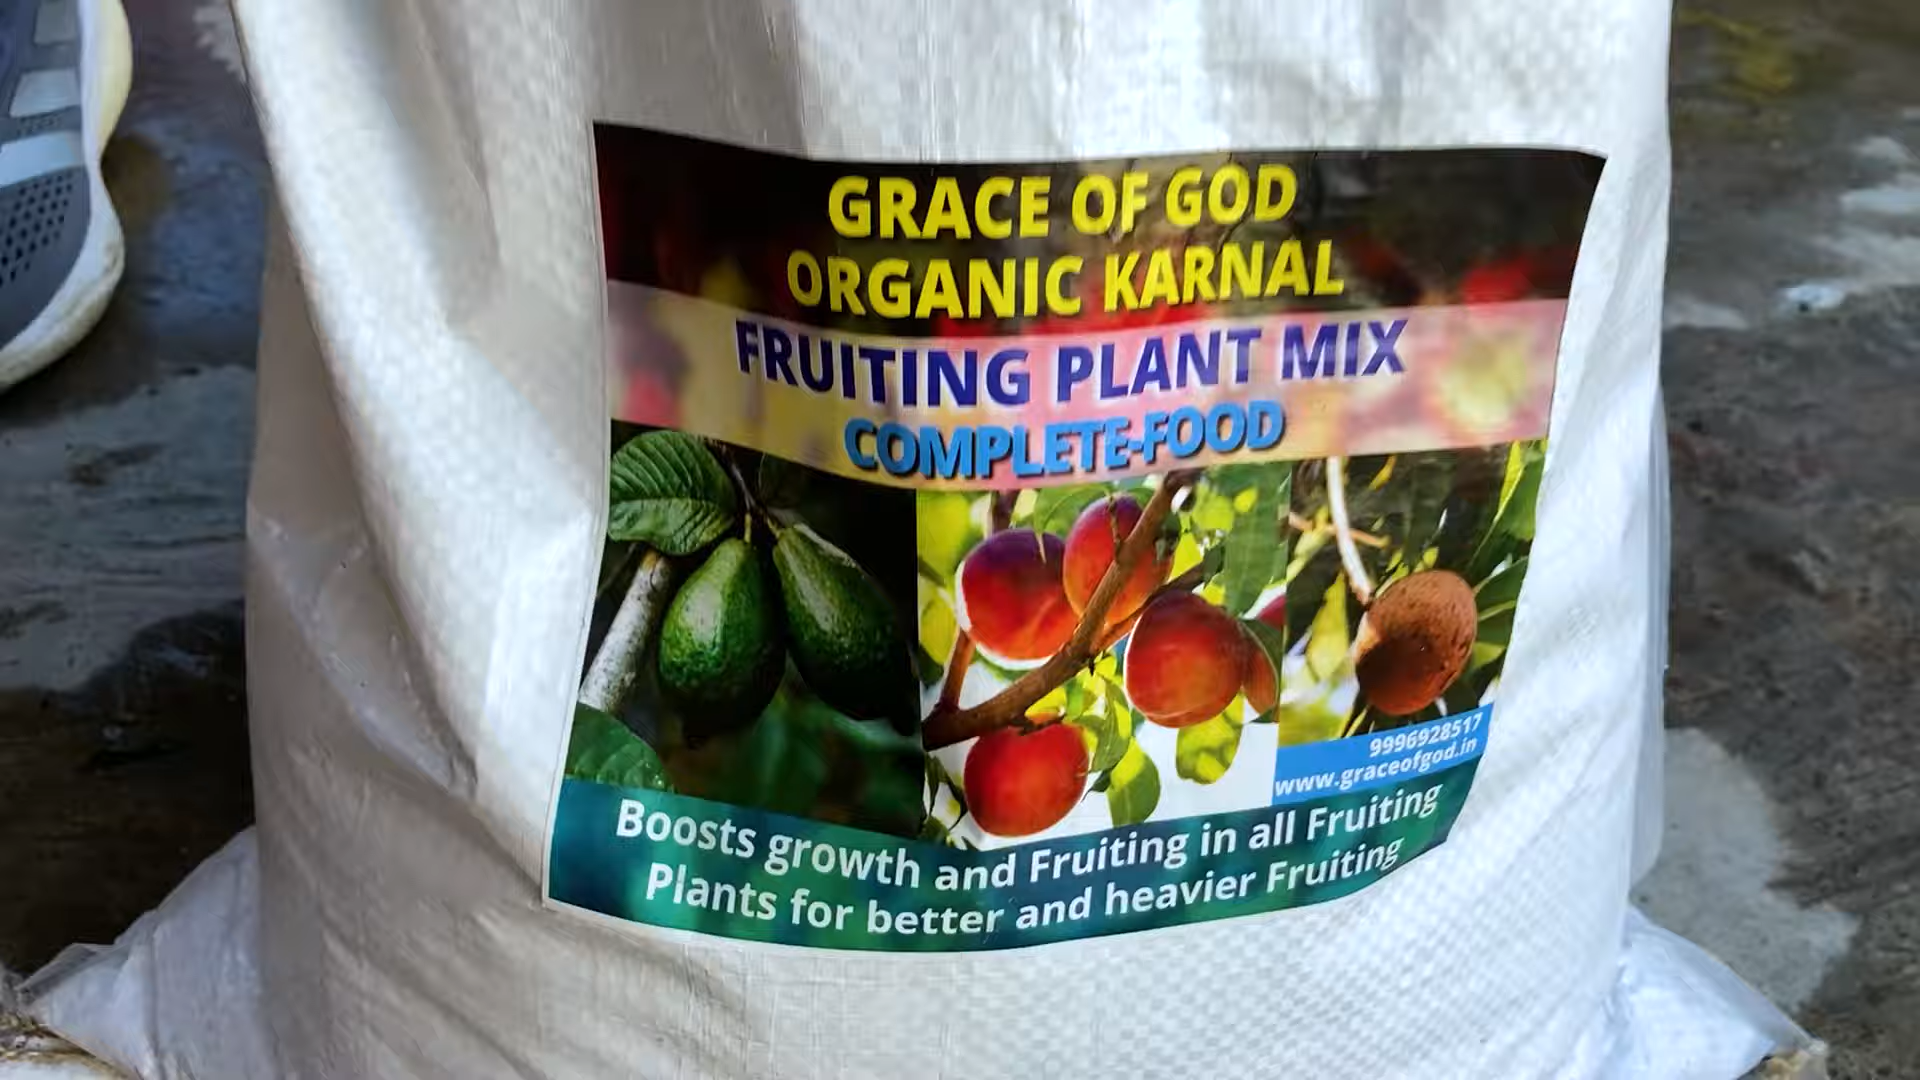 GRACE OF GOD
ORGANIC KARNAL
FRUITING PLANT MIX
COMPLETE-FOOD
9996928517
www.graceofgod.in
Boosts growth and Fruiting in all Fruiting
Plants for better and heavier Fruiting